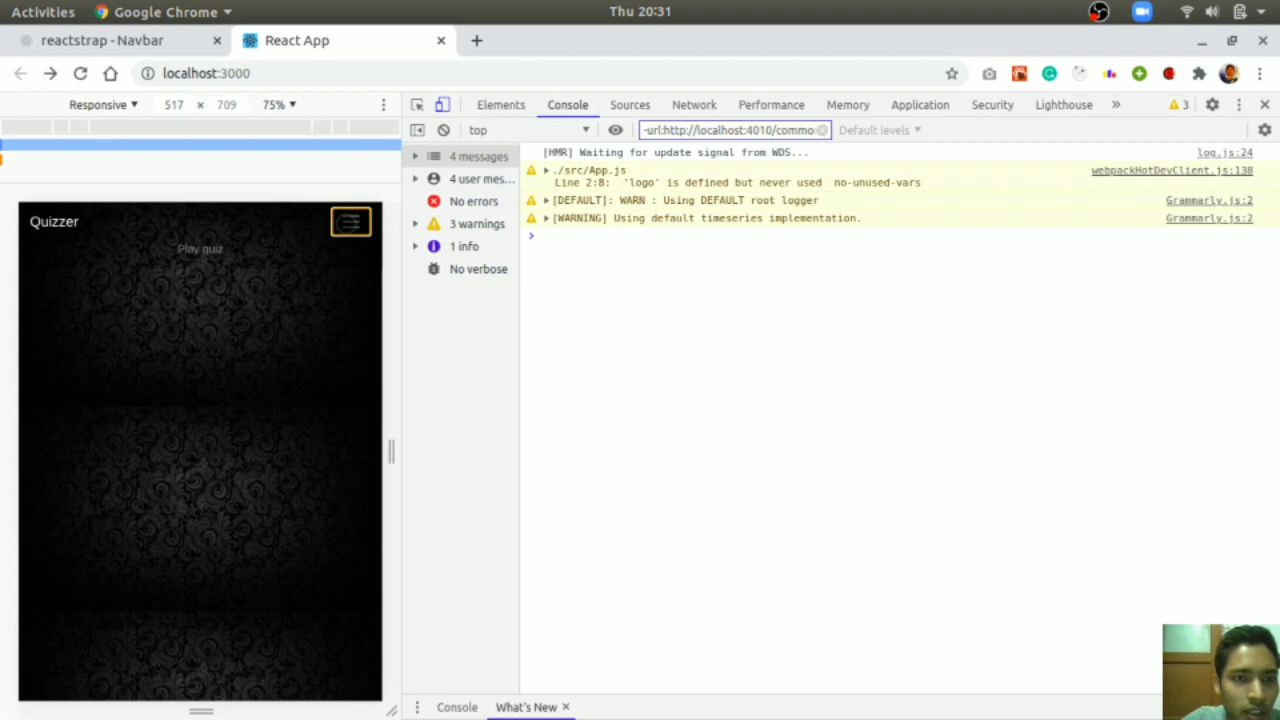 Activities Google Chrome Thu 20:31
reactstrap - Navbar React App
localhost:3000
Responsive 517 × 709 75% Elements Console Sources Network Performance Memory Application Security Lighthouse » 3
top -url:http://localhost:4010/commo Default levels
4 messages [HMR] Waiting for update signal from WDS... log.js:24
4 user mes... ./src/App.js webpackHotDevClient.js:138
Line 2:8: 'logo' is defined but never used no-unused-vars
No errors [DEFAULT]: WARN : Using DEFAULT root logger Grammarly.js:2
3 warnings [WARNING] Using default timeseries implementation. Grammarly.js:2
1 info
No verbose
Quizzer
Play quiz
Console What's New